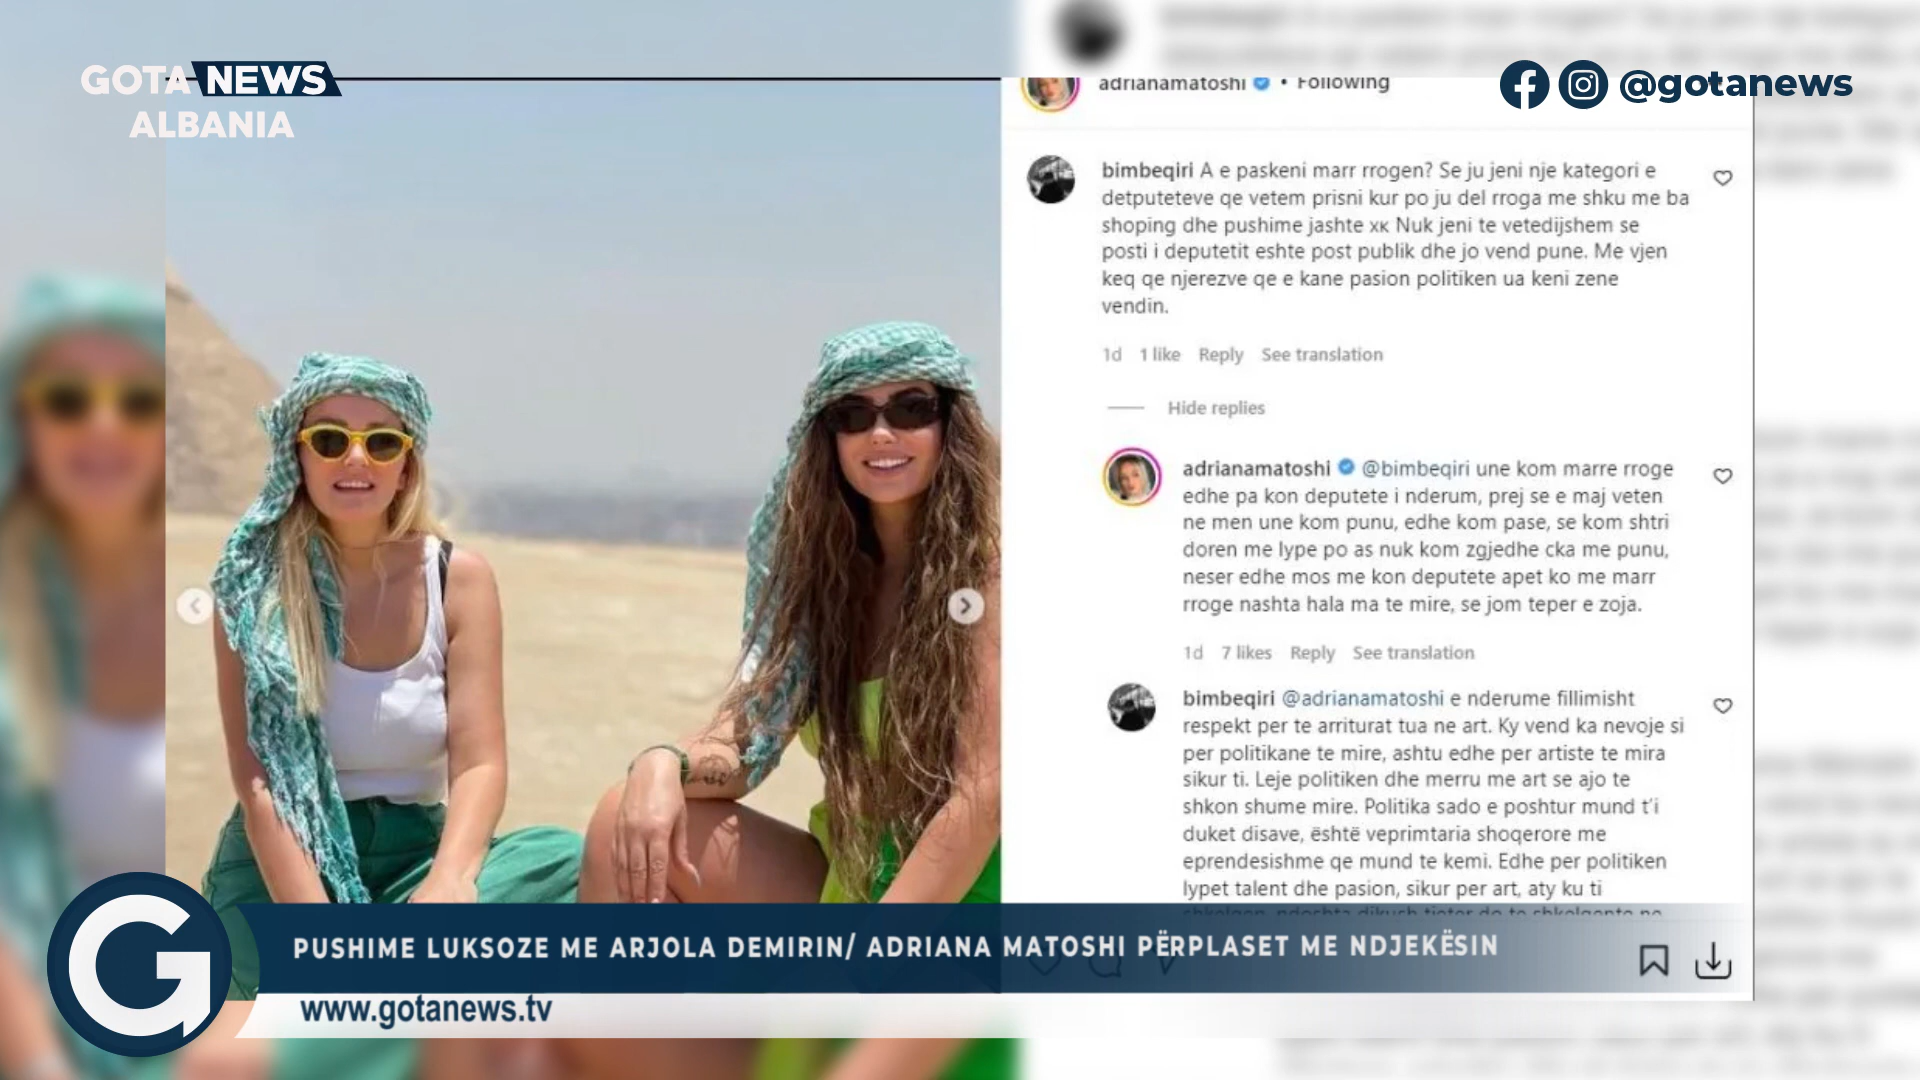 GOTA NEWS
ALBANIA
@gotanews
adrianamatoshi • Following
bimbeqiri A e paskeni marr rrogen? Se ju jeni nje kategori e
detputeteve qe vetem prisni kur po ju del rroga me shku me ba
shoping dhe pushime jashte xк Nuk jeni te vetedijshem se
posti i deputetit eshte post publik dhe jo vend pune. Me vjen
keq qe njerezve qe e kane pasion politiken ua keni zene
vendin.
1d 1 like Reply See translation
Hide replies
adrianamatoshi @bimbeqiri une kom marre rroge
edhe pa kon deputete i nderum, prej se e maj veten
ne men une kom punu, edhe kom pase, se kom shtri
doren me lype po as nuk kom zgjedhe cka me punu,
neser edhe mos me kon deputete apet ko me marr
rroge nashta hala ma te mire, se jom teper e zoja.
1d 7 likes Reply See translation
bimbeqiri @adrianamatoshi e nderume fillimisht
respekt per te arriturat tua ne art. Ky vend ka nevoje si
per politikane te mire, ashtu edhe per artiste te mira
sikur ti. Leje politiken dhe merru me art se ajo te
shkon shume mire. Politika sado e poshtur mund t'i
duket disave, është veprimtaria shoqerore me
eprendesishme qe mund te kemi. Edhe per politiken
lypet talent dhe pasion, sikur per art, aty ku ti
PUSHIME LUKSOZE ME ARJOLA DEMIRIN/ ADRIANA MATOSHI PËRPLASET ME NDJEKËSIN
www.gotanews.tv